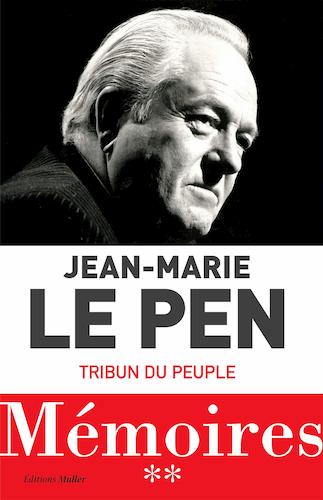 JEAN-MARIE
LE PEN
TRIBUN DU PEUPLE
Mémoires
**
Éditions Muller